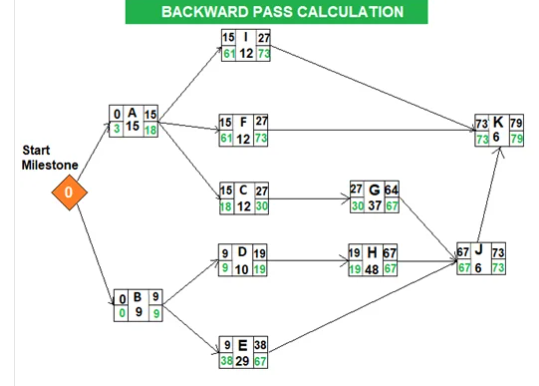 BACKWARD PASS CALCULATION
15 I 27
61 12 73
0 A 15
3 15 18
15 F 27
61 12 73
73 K 79
73 6 79
Start
Milestone
0
15 C 27
18 12 30
27 G 64
30 37 67
9 D 19
9 10 19
19 H 67
19 48 67
67 J 73
67 6 73
0 B 9
0 9 9
9 E 38
38 29 67